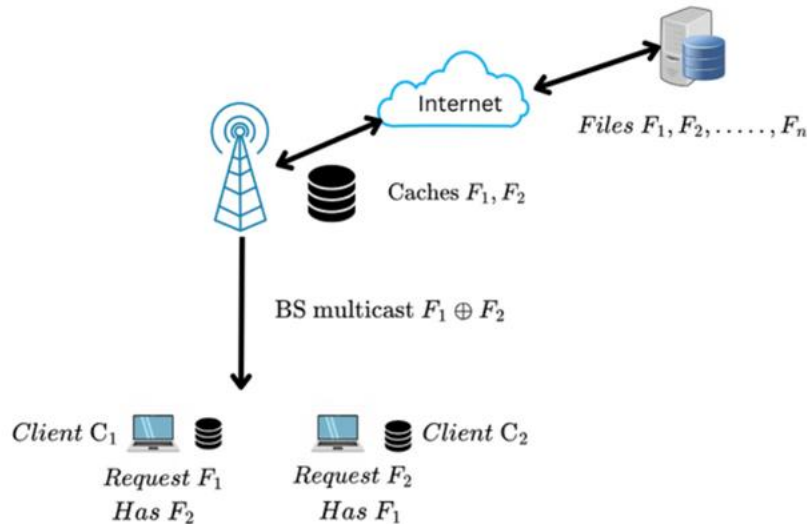 Internet
Files F₁, F₂, ....., Fₙ
Caches F₁, F₂
BS multicast F₁ ⊕ F₂
Client C₁
Client C₂
Request F₁
Has F₂
Request F₂
Has F₁